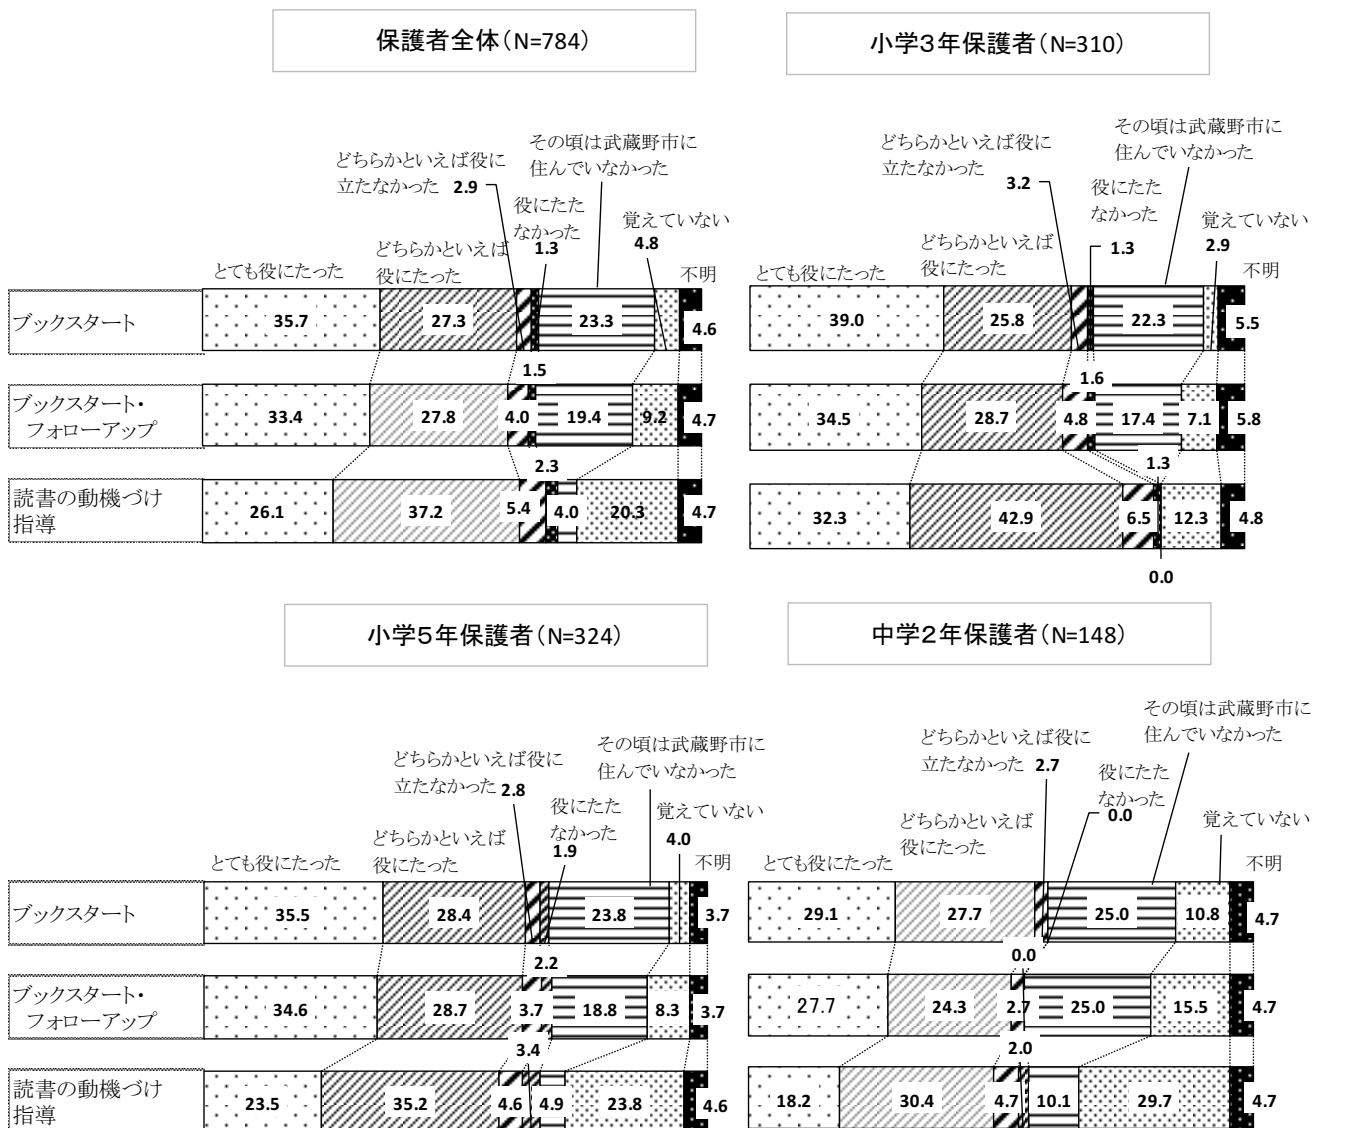 保護者全体(N=784)
その頃は武蔵野市に
住んでいなかった
どちらかといえば役に
立たなかった 2.9
役にたた
なかった
1.3
覚えていない
4.8
どちらかといえば
役にたった
とても役にたった
不明
ブックスタート
35.7 27.3 23.3 4.6
1.5
ブックスタート・
フォローアップ
33.4 27.8 4.0 19.4 9.2 4.7
2.3
読書の動機づけ
指導
26.1 37.2 5.4 4.0 20.3 4.7
小学3年保護者(N=310)
その頃は武蔵野市に
住んでいなかった
どちらかといえば役に
立たなかった
3.2
役にたた
なかった
1.3
覚えていない
2.9
どちらかといえば
役にたった
とても役にたった
不明
39.0 25.8 22.3 5.5
1.6
34.5 28.7 4.8 17.4 7.1 5.8
1.3
32.3 42.9 6.5 12.3 4.8
0.0
小学5年保護者(N=324)
その頃は武蔵野市に
住んでいなかった
どちらかといえば役に
立たなかった 2.8
役にたた
なかった
1.9
覚えていない
4.0
どちらかといえば
役にたった
とても役にたった
不明
ブックスタート
35.5 28.4 23.8 3.7
2.2
ブックスタート・
フォローアップ
34.6 28.7 3.7 18.8 8.3 3.7
3.4
読書の動機づけ
指導
23.5 35.2 4.6 4.9 23.8 4.6
中学2年保護者(N=148)
その頃は武蔵野市に
住んでいなかった
どちらかといえば役に
立たなかった 2.7
役にたた
なかった
0.0
覚えていない
どちらかといえば
役にたった
とても役にたった
不明
29.1 27.7 25.0 10.8 4.7
0.0
27.7 24.3 2.7 25.0 15.5 4.7
2.0
18.2 30.4 4.7 10.1 29.7 4.7